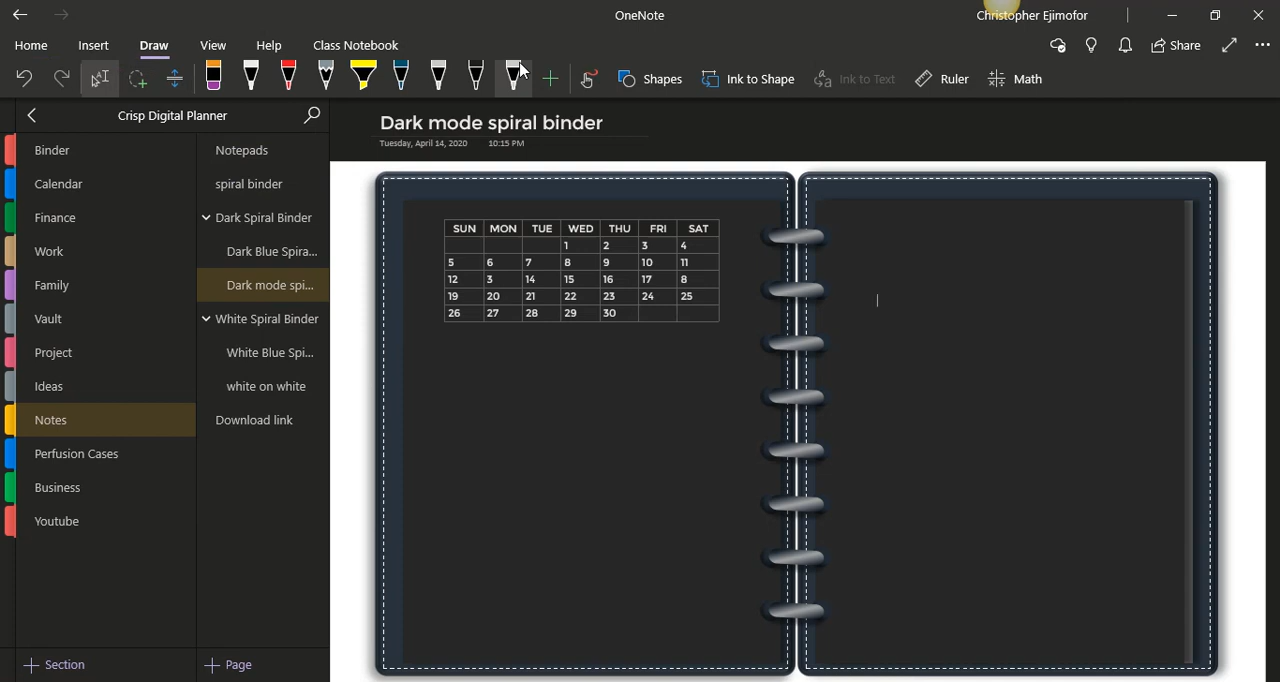 OneNote
Christopher Ejimofor
Home Insert Draw View Help Class Notebook
Share
Shapes Ink to Shape Ink to Text Ruler Math
Crisp Digital Planner
Binder
Calendar
Finance
Work
Family
Vault
Project
Ideas
Notes
Perfusion Cases
Business
Youtube
Section
Notepads
spiral binder
Dark Spiral Binder
Dark Blue Spira...
Dark mode spi...
White Spiral Binder
White Blue Spi...
white on white
Download link
Page
Dark mode spiral binder
Tuesday, April 14, 2020 10:15 PM
SUN MON TUE WED THU FRI SAT
1 2 3 4
5 6 7 8 9 10 11
12 3 14 15 16 17 8
19 20 21 22 23 24 25
26 27 28 29 30